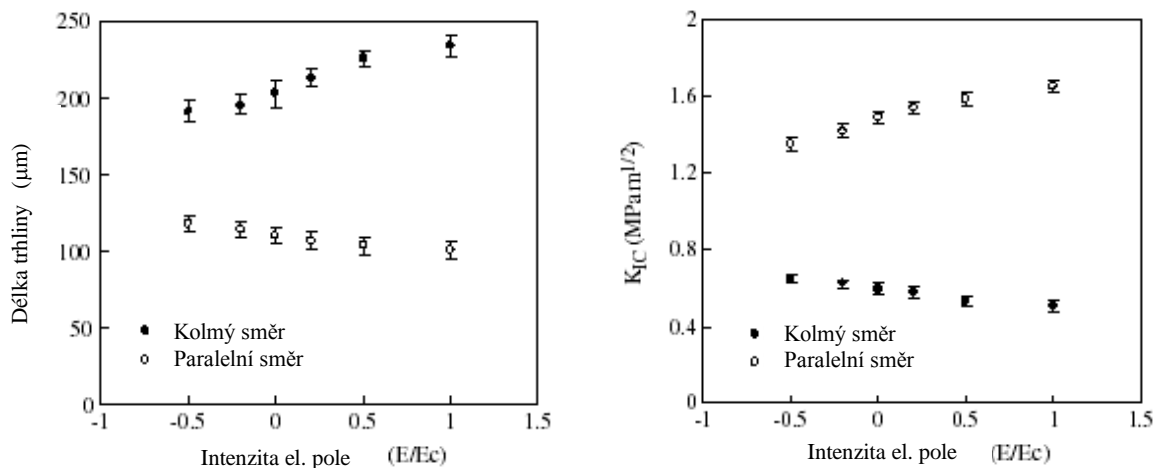 250
200
150
100
50
0
-1 -0.5 0 0.5 1 1.5
Délka trhliny (μm)
Kolmý směr
Paralelní směr
Intenzita el. pole (E/Ec)
2
1.6
1.2
0.8
0.4
0
-1 -0.5 0 0.5 1 1.5
K_IC (MPam^1/2)
Kolmý směr
Paralelní směr
Intenzita el. pole (E/Ec)